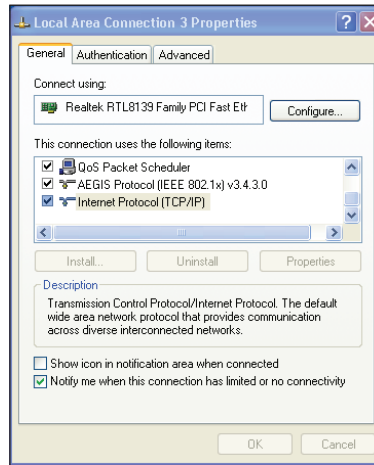 Local Area Connection 3 Properties
General Authentication Advanced
Connect using:
Realtek RTL8139 Family PCI Fast Eth
Configure...
This connection uses the following items:
QoS Packet Scheduler
AEGIS Protocol (IEEE 802.1x) v3.4.3.0
Internet Protocol (TCP/IP)
Install... Uninstall Properties
Description
Transmission Control Protocol/Internet Protocol. The default
wide area network protocol that provides communication
across diverse interconnected networks.
Show icon in notification area when connected
Notify me when this connection has limited or no connectivity
OK Cancel